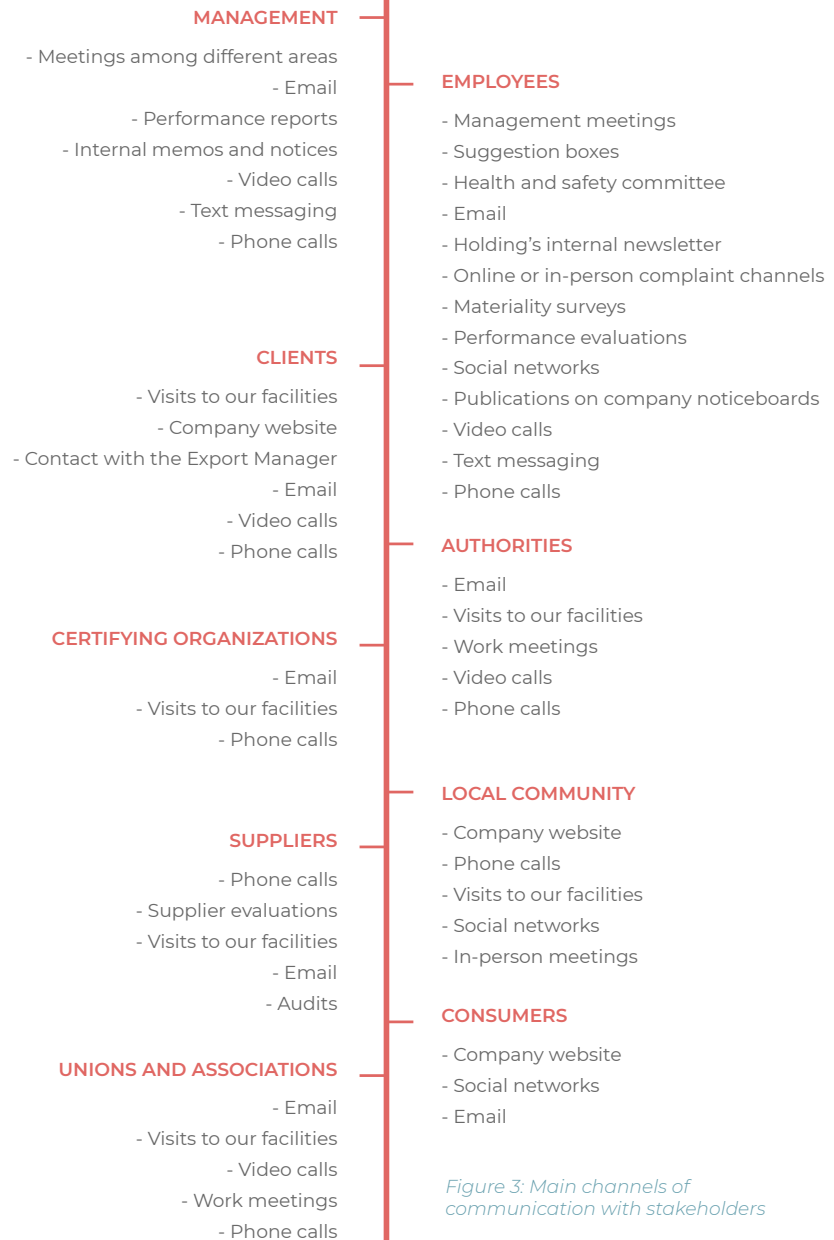 MANAGEMENT
- Meetings among different areas
- Email
- Performance reports
- Internal memos and notices
- Video calls
- Text messaging
- Phone calls
EMPLOYEES
- Management meetings
- Suggestion boxes
- Health and safety committee
- Email
- Holding’s internal newsletter
- Online or in-person complaint channels
- Materiality surveys
- Performance evaluations
- Social networks
- Publications on company noticeboards
- Video calls
- Text messaging
- Phone calls
CLIENTS
- Visits to our facilities
- Company website
- Contact with the Export Manager
- Email
- Video calls
- Phone calls
AUTHORITIES
- Email
- Visits to our facilities
- Work meetings
- Video calls
- Phone calls
CERTIFYING ORGANIZATIONS
- Email
- Visits to our facilities
- Phone calls
LOCAL COMMUNITY
- Company website
- Phone calls
- Visits to our facilities
- Social networks
- In-person meetings
SUPPLIERS
- Phone calls
- Supplier evaluations
- Visits to our facilities
- Email
- Audits
CONSUMERS
- Company website
- Social networks
- Email
UNIONS AND ASSOCIATIONS
- Email
- Visits to our facilities
- Video calls
- Work meetings
- Phone calls
Figure 3: Main channels of
communication with stakeholders